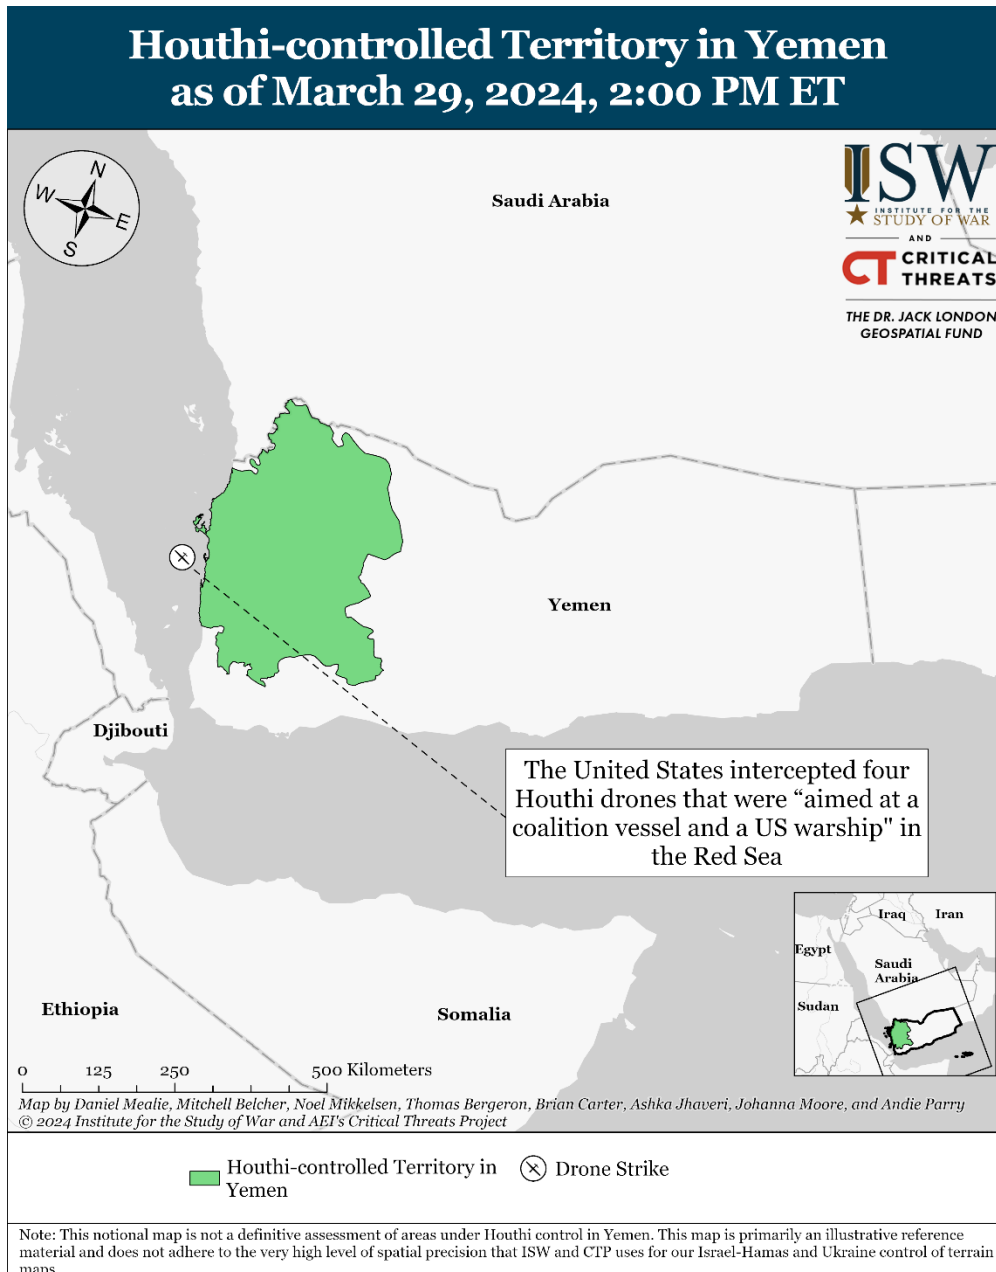 Houthi-controlled Territory in Yemen
as of March 29, 2024, 2:00 PM ET
N
W
E
S
Saudi Arabia
ISW
INSTITUTE FOR THE
STUDY OF WAR
AND
CT CRITICAL
THREATS
THE DR. JACK LONDON
GEOSPATIAL FUND
Yemen
Djibouti
The United States intercepted four
Houthi drones that were “aimed at a
coalition vessel and a US warship" in
the Red Sea
Iraq
Iran
Egypt
Saudi
Arabia
Sudan
Ethiopia
Somalia
0 125 250 500 Kilometers
Map by Daniel Mealie, Mitchell Belcher, Noel Mikkelsen, Thomas Bergeron, Brian Carter, Ashka Jhaveri, Johanna Moore, and Andie Parry
© 2024 Institute for the Study of War and AEI's Critical Threats Project
Houthi-controlled Territory in
Yemen
Drone Strike
Note: This notional map is not a definitive assessment of areas under Houthi control in Yemen. This map is primarily an illustrative reference
material and does not adhere to the very high level of spatial precision that ISW and CTP uses for our Israel-Hamas and Ukraine control of terrain
maps